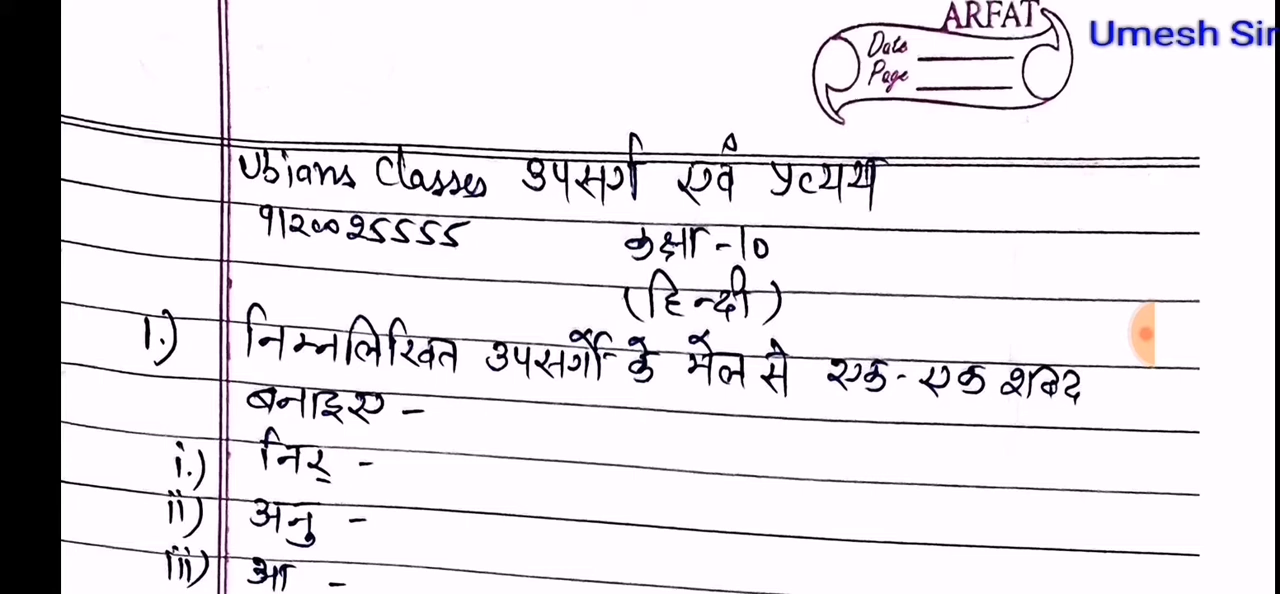 ARFAT
Umesh Sir
Date
Page
Ubians Classes उपसर्ग एवं प्रत्यय
9120025555 कक्षा-10
(हिन्दी)
1.) निम्नलिखित उपसर्गों के मेल से एक-एक शब्द
बनाइए -
i.) निर् -
ii) अनु -
iii) आ -